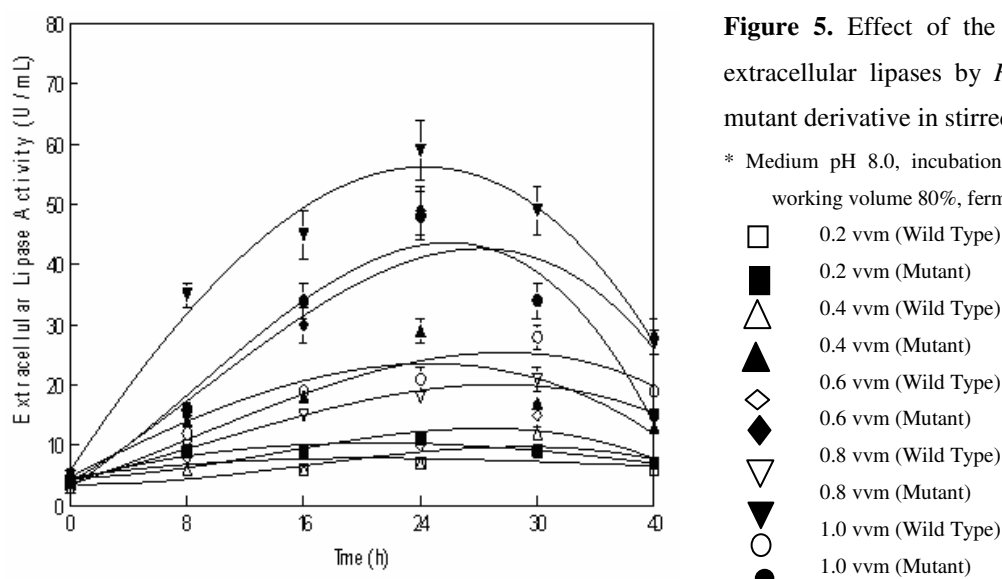 80
70
60
50
40
30
20
10
0
Extracellular Lipase Activity (U / mL)
0 8 16 24 30 40
Time (h)
Figure 5. Effect of the
extracellular lipases by
mutant derivative in stirred
* Medium pH 8.0, incubation
working volume 80%, ferm
0.2 vvm (Wild Type)
0.2 vvm (Mutant)
0.4 vvm (Wild Type)
0.4 vvm (Mutant)
0.6 vvm (Wild Type)
0.6 vvm (Mutant)
0.8 vvm (Wild Type)
0.8 vvm (Mutant)
1.0 vvm (Wild Type)
1.0 vvm (Mutant)